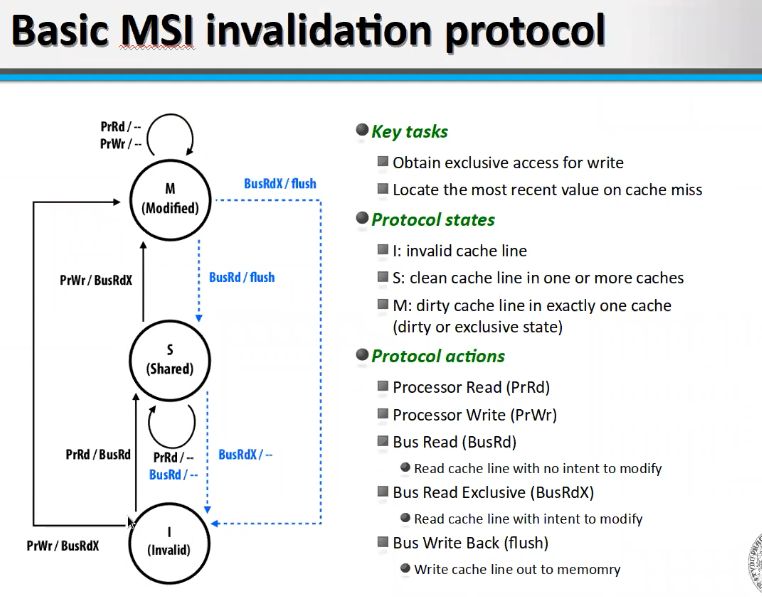 Basic MSI invalidation protocol
PrRd / --
PrWr / --
M
(Modified)
BusRdX / flush
PrWr / BusRdX
BusRd / flush
S
(Shared)
PrRd / BusRd
PrRd / --
BusRd / --
BusRdX / --
I
(Invalid)
PrWr / BusRdX
Key tasks
Obtain exclusive access for write
Locate the most recent value on cache miss
Protocol states
I: invalid cache line
S: clean cache line in one or more caches
M: dirty cache line in exactly one cache
(dirty or exclusive state)
Protocol actions
Processor Read (PrRd)
Processor Write (PrWr)
Bus Read (BusRd)
Read cache line with no intent to modify
Bus Read Exclusive (BusRdX)
Read cache line with intent to modify
Bus Write Back (flush)
Write cache line out to memomry